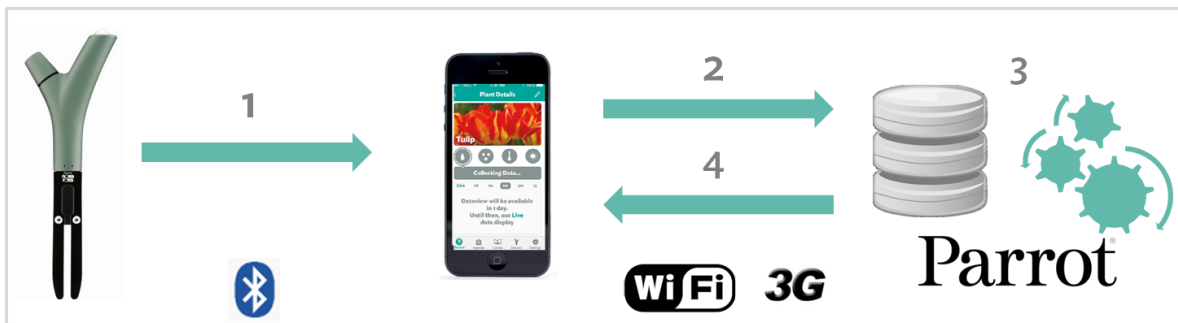 1
2
3
4
Plant Details
Tulip
Collecting Data...
Live
Dataview will be available
in 1 day.
Until then, use Live
data display
WiFi 3G
Parrot